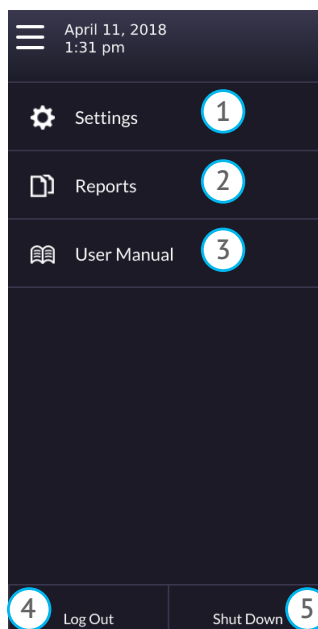 April 11, 2018
1:31 pm
Settings
1
Reports
2
User Manual
3
4
Log Out
Shut Down
5